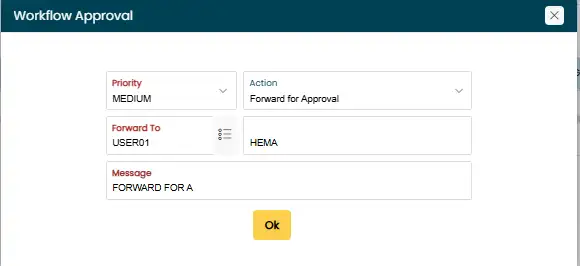 Workflow Approval
Priority
Action
MEDIUM
Forward for Approval
Forward To
USER01
HEMA
Message
FORWARD FOR A
Ok